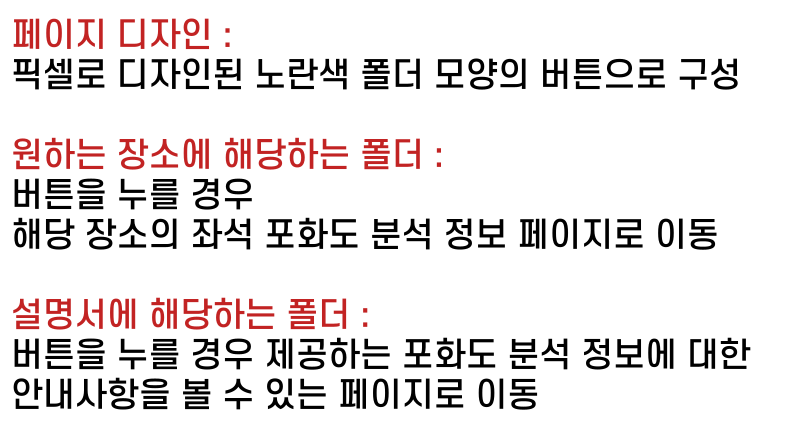 페이지 디자인 :
픽셀로 디자인된 노란색 폴더 모양의 버튼으로 구성
원하는 장소에 해당하는 폴더 :
버튼을 누를 경우
해당 장소의 좌석 포화도 분석 정보 페이지로 이동
설명서에 해당하는 폴더 :
버튼을 누를 경우 제공하는 포화도 분석 정보에 대한
안내사항을 볼 수 있는 페이지로 이동